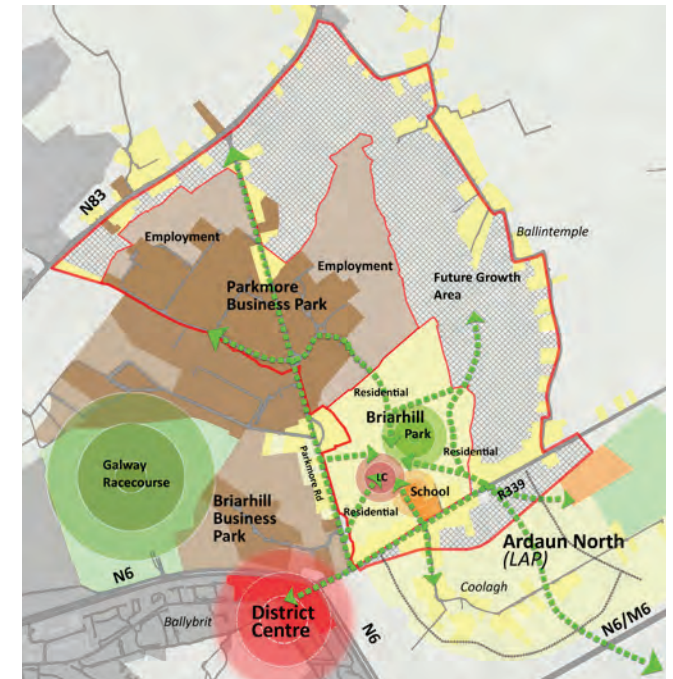 N83
Employment
Ballintemple
Parkmore
Business Park
Employment
Future Growth
Area
Residential
Briarhill
Park
Residential
Galway
Racecourse
Parkmore Rd
LC
School
R339
Briarhill
Business
Park
Residential
Ardaun North
(LAP)
N6
Coolagh
District
Centre
Ballybrit
N6
N6/M6